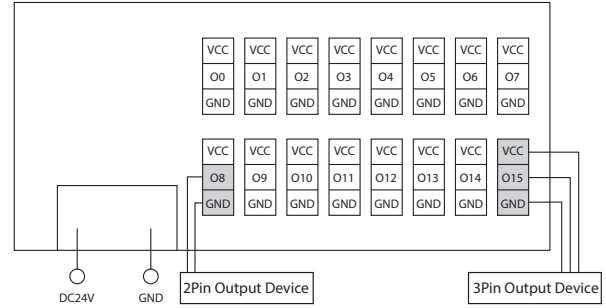 VCC VCC VCC VCC VCC VCC VCC VCC
O0 O1 O2 O3 O4 O5 O6 O7
GND GND GND GND GND GND GND GND
VCC VCC VCC VCC VCC VCC VCC VCC
O8 O9 O10 O11 O12 O13 O14 O15
GND GND GND GND GND GND GND GND
2Pin Output Device 3Pin Output Device
DC24V GND